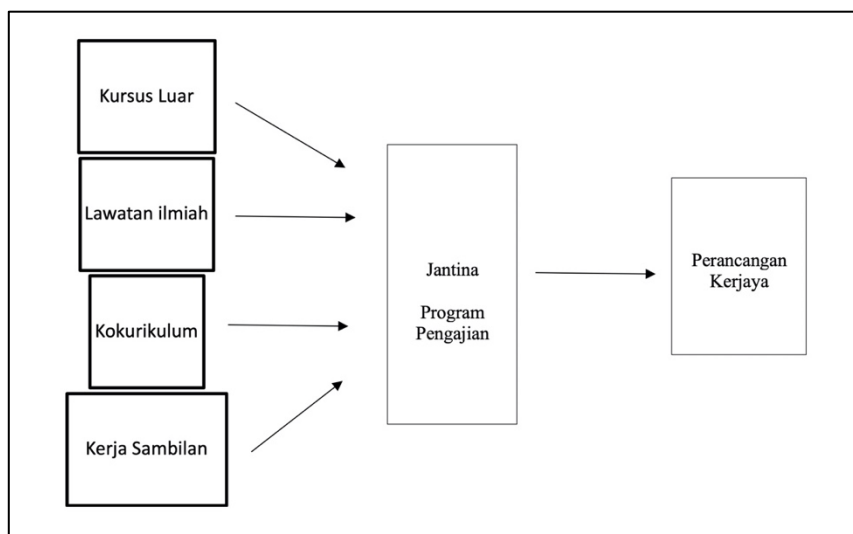 Kursus Luar
Lawatan ilmiah
Kokurikulum
Kerja Sambilan
Jantina
Program
Pengajian
Perancangan
Kerjaya